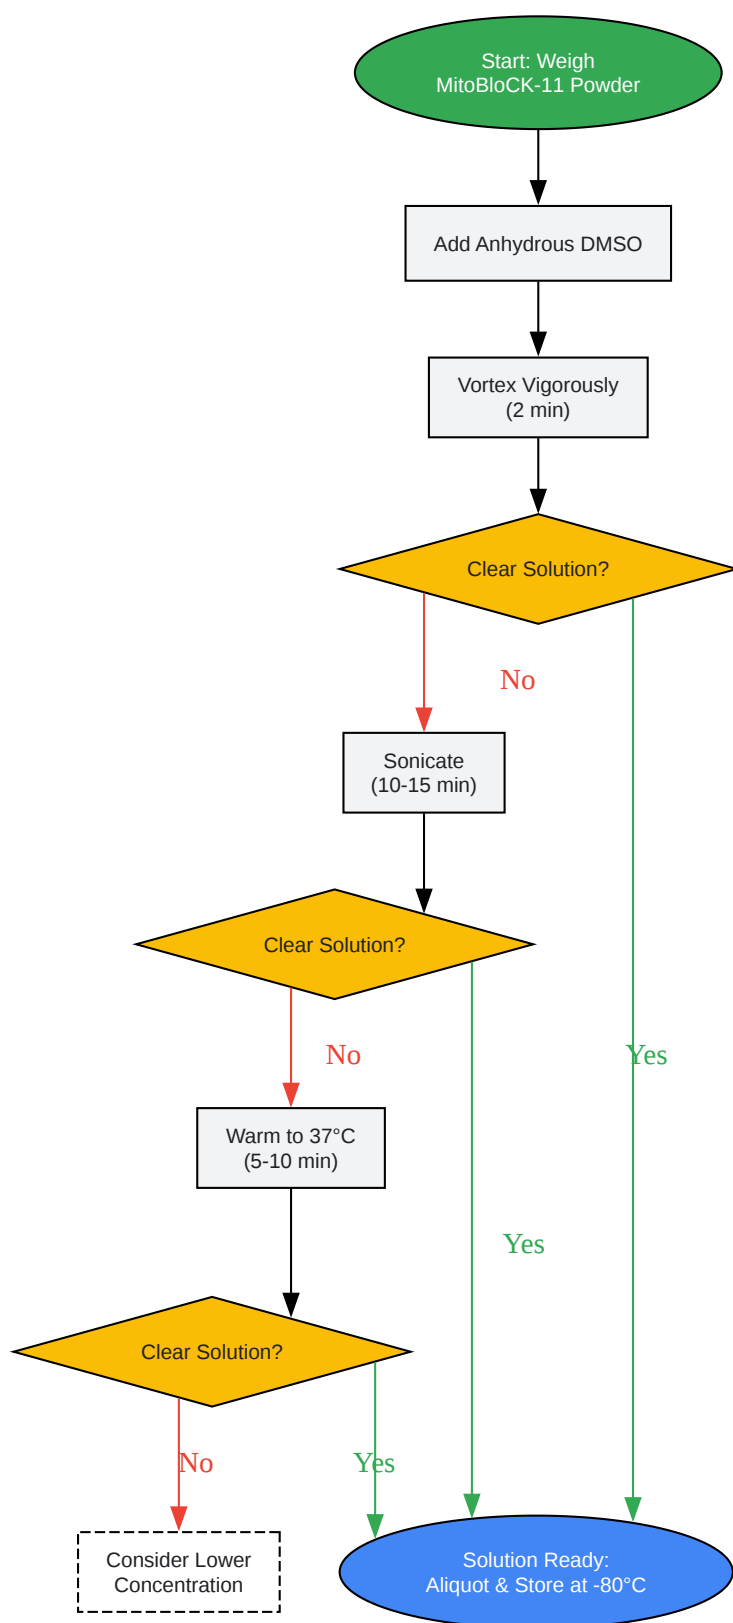 Start: Weigh
MitoBloCK-11 Powder
Add Anhydrous DMSO
Vortex Vigorously
(2 min)
Clear Solution?
No
Sonicate
(10-15 min)
Clear Solution?
No
Yes
Warm to 37°C
(5-10 min)
Yes
Clear Solution?
No
Yes
Consider Lower
Concentration
Solution Ready:
Aliquot & Store at -80°C